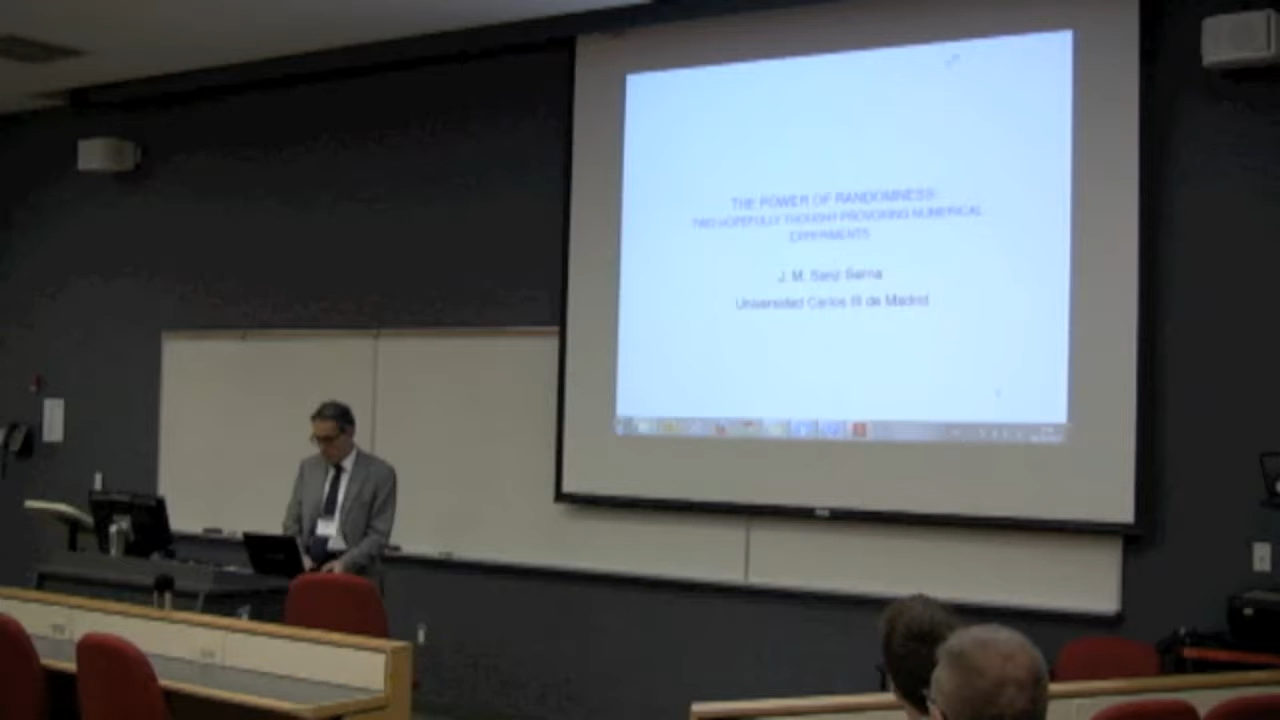 THE POWER OF RANDOMNESS:
TWO HOPEFULLY THOUGHT-PROVOKING NUMERICAL
EXPERIMENTS
J. M. Sanz Serna
Universidad Carlos III de Madrid